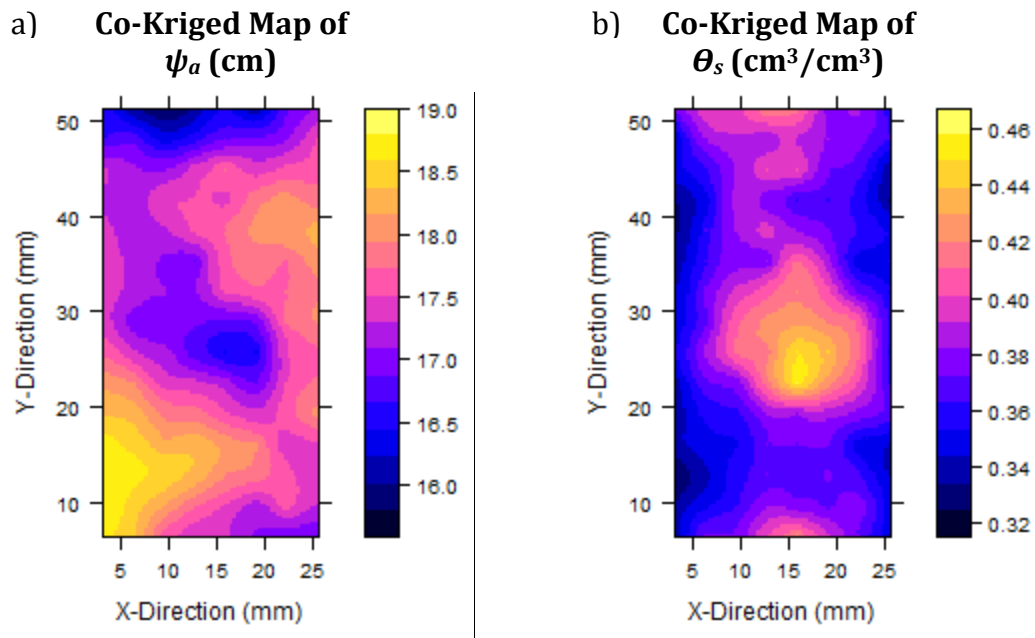 a) Co-Kriged Map of
ψa (cm)
50
40
30
20
10
Y-Direction (mm)
5 10 15 20 25
X-Direction (mm)
19.0
18.5
18.0
17.5
17.0
16.5
16.0
b) Co-Kriged Map of
θs (cm³/cm³)
50
40
30
20
10
Y-Direction (mm)
5 10 15 20 25
X-Direction (mm)
0.46
0.44
0.42
0.40
0.38
0.36
0.34
0.32